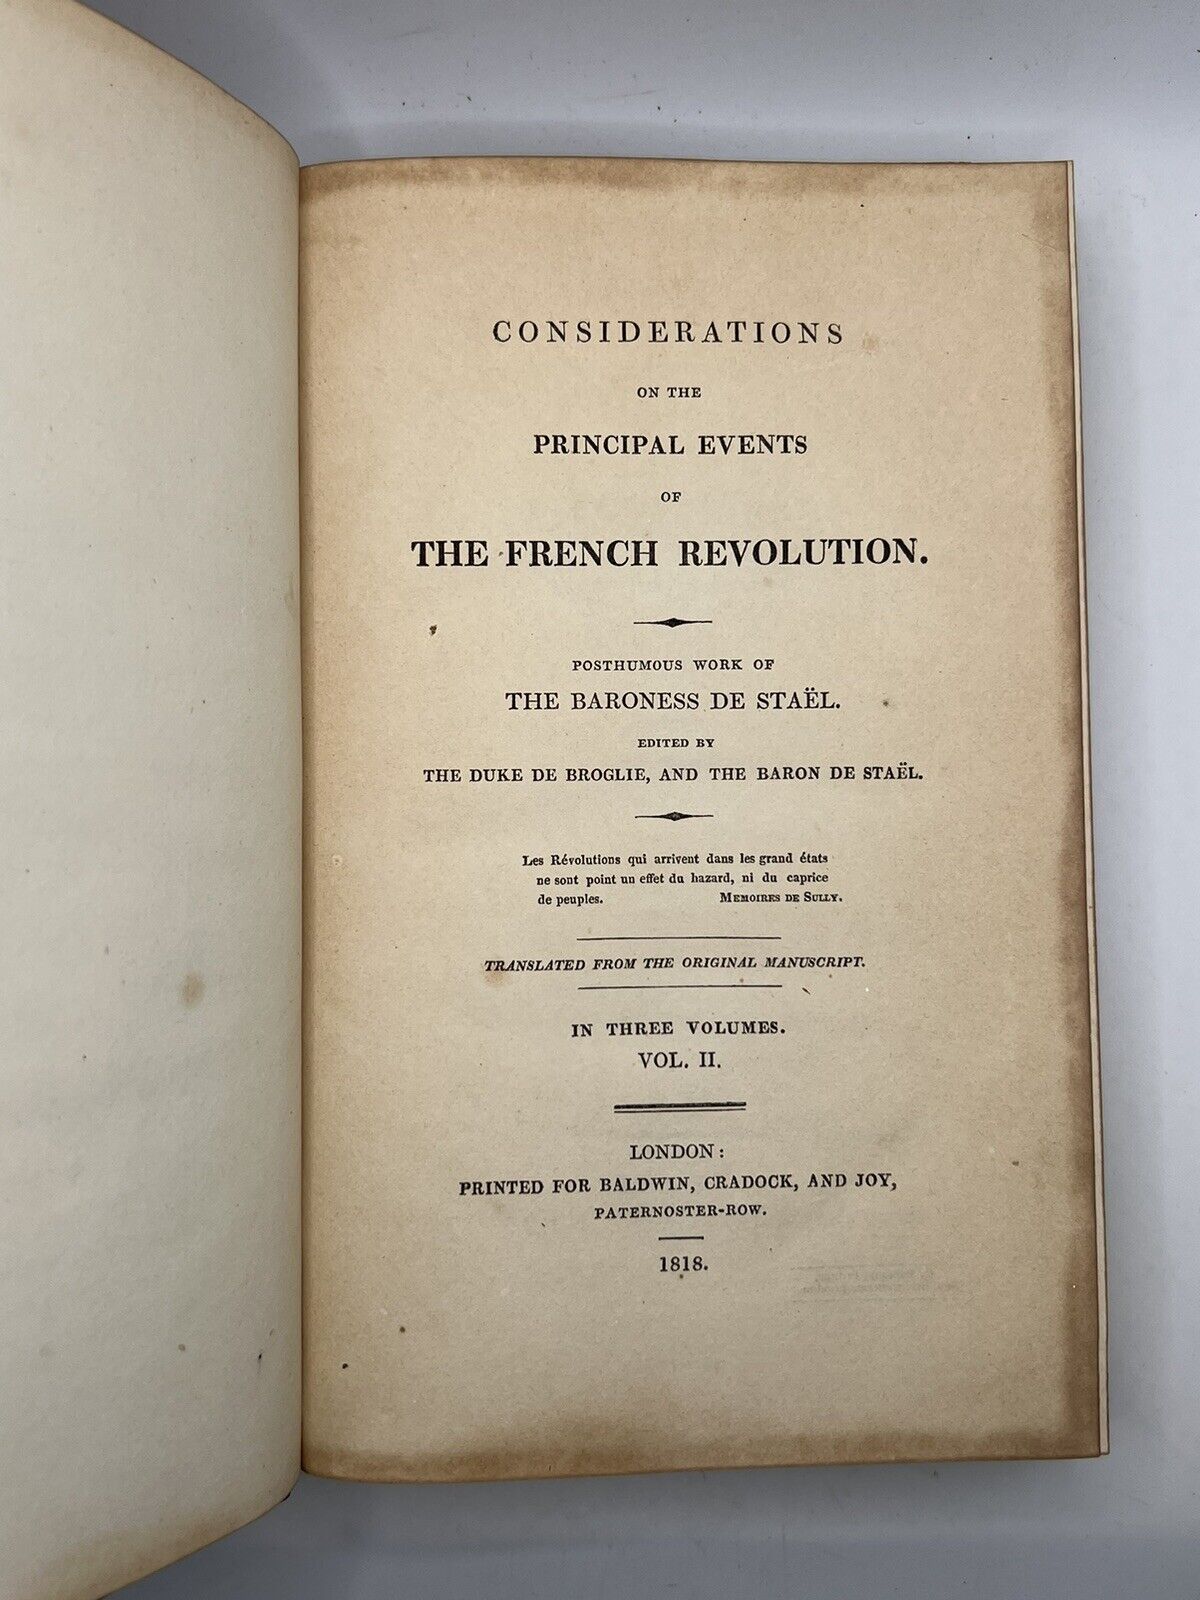 CONSIDERATIONS
ON THE
PRINCIPAL EVENTS
OF
THE FRENCH REVOLUTION.
POSTHUMOUS WORK OF
THE BARONESS DE STAËL.
EDITED BY
THE DUKE DE BROGLIE, AND THE BARON DE STAËL.
Les Révolutions qui arrivent dans les grand états
ne sont point un effet du hazard, ni du caprice
de peuples. MEMOIRES DE SULLY.
TRANSLATED FROM THE ORIGINAL MANUSCRIPT.
IN THREE VOLUMES.
VOL. II.
LONDON:
PRINTED FOR BALDWIN, CRADOCK, AND JOY,
PATERNOSTER-ROW.
1818.